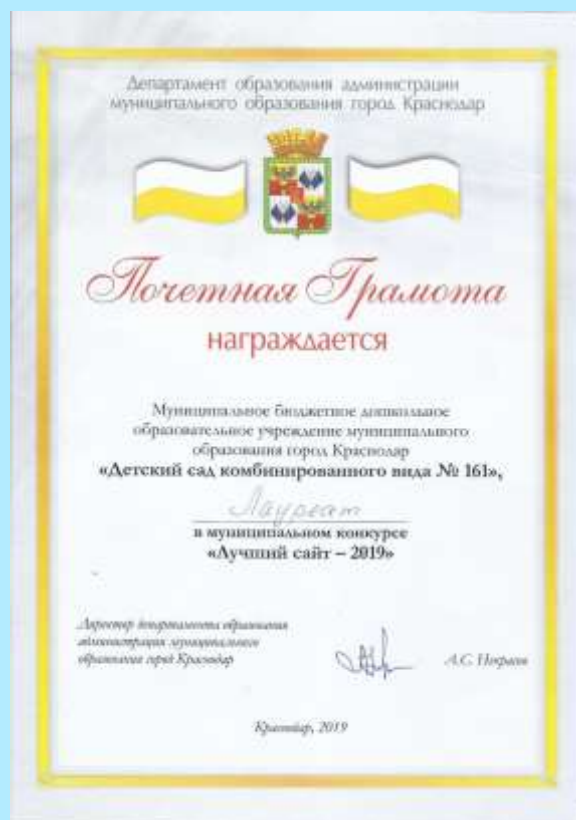 Департамент образования администрации
муниципального образования город Краснодар
Почетная Грамота
награждается
Муниципальное бюджетное дошкольное
образовательное учреждение муниципального
образования город Краснодар
«Детский сад комбинированного вида № 161»,
Лауреат
в муниципальном конкурсе
«Лучший сайт – 2019»
Директор департамента образования
администрации муниципального
образования город Краснодар
А.С. Некрасов
Краснодар, 2019